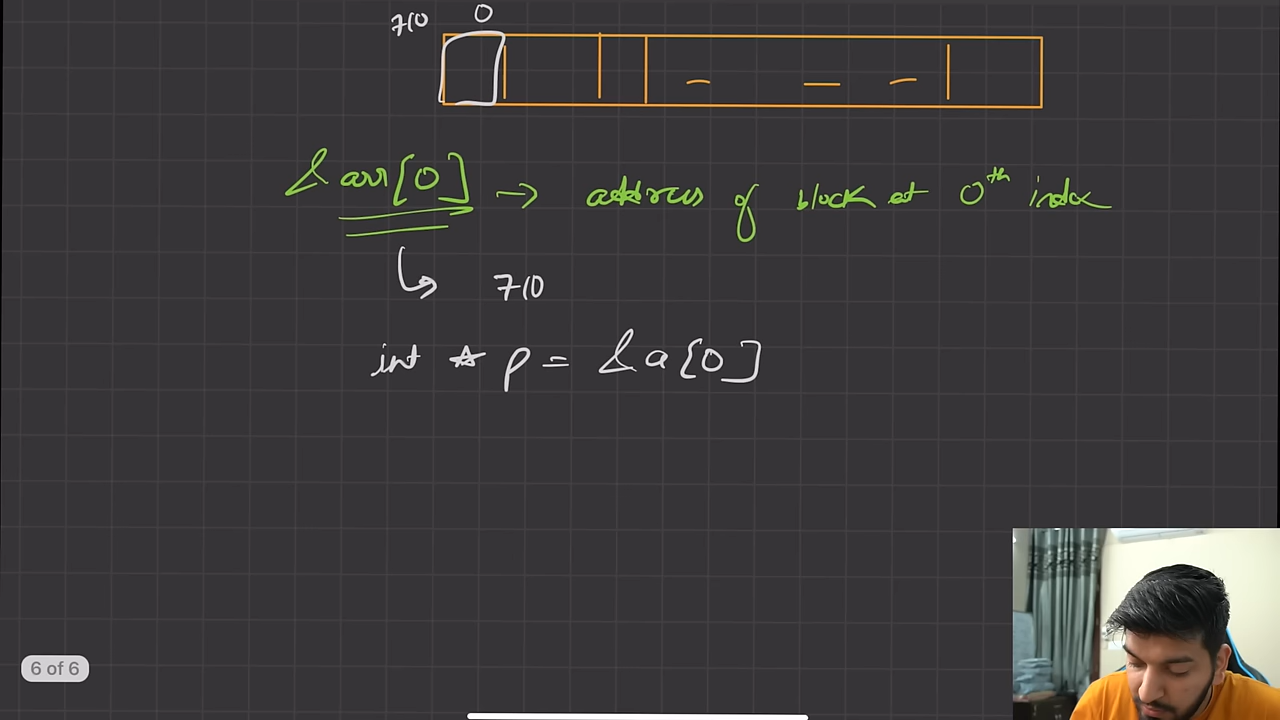 710 0
&arr[0] → address of block at 0th index
↳ 710
int * p = &a[0]
6 of 6